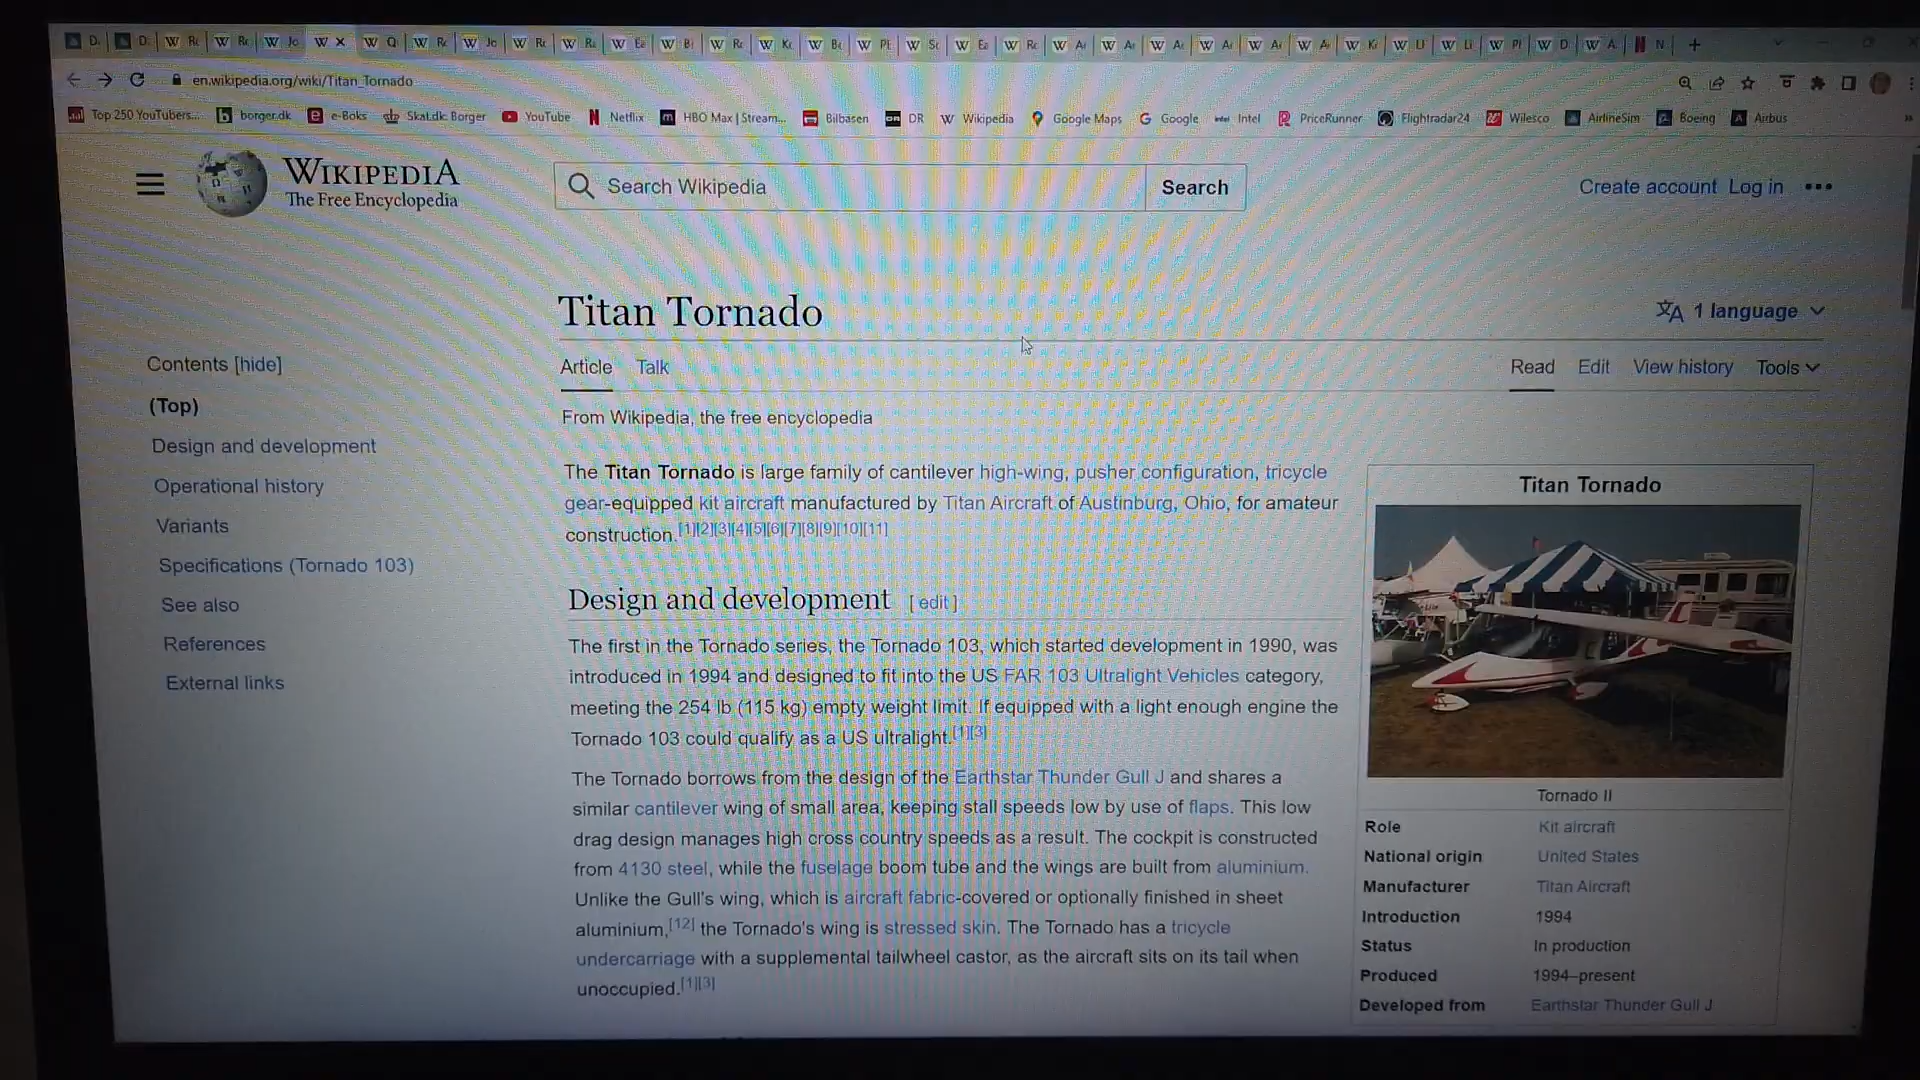 en.wikipedia.org/wiki/Titan_Tornado
Top 250 YouTubers... borger.dk e-Boks Skat.dk: Borger YouTube Netflix HBO Max | Stream... Bilbasen DR Wikipedia Google Maps Google Intel PriceRunner Flightradar24 Wilesco AirlineSim Boeing Airbus
WIKIPEDIA
The Free Encyclopedia
Search Wikipedia
Search
Create account Log in
Titan Tornado
1 language
Article Talk
Read Edit View history Tools
Contents [hide]
(Top)
Design and development
Operational history
Variants
Specifications (Tornado 103)
See also
References
External links
From Wikipedia, the free encyclopedia
The Titan Tornado is large family of cantilever high-wing, pusher configuration, tricycle
gear-equipped kit aircraft manufactured by Titan Aircraft of Austinburg, Ohio, for amateur
construction.[1][2][3][4][5][6][7][8][9][10][11]
Design and development [ edit ]
The first in the Tornado series, the Tornado 103, which started development in 1990, was
introduced in 1994 and designed to fit into the US FAR 103 Ultralight Vehicles category,
meeting the 254 lb (115 kg) empty weight limit. If equipped with a light enough engine the
Tornado 103 could qualify as a US ultralight.[1][3]
The Tornado borrows from the design of the Earthstar Thunder Gull J and shares a
similar cantilever wing of small area, keeping stall speeds low by use of flaps. This low
drag design manages high cross country speeds as a result. The cockpit is constructed
from 4130 steel, while the fuselage boom tube and the wings are built from aluminium.
Unlike the Gull's wing, which is aircraft fabric-covered or optionally finished in sheet
aluminium,[12] the Tornado's wing is stressed skin. The Tornado has a tricycle
undercarriage with a supplemental tailwheel castor, as the aircraft sits on its tail when
unoccupied.[1][3]
Titan Tornado
Tornado II
Role Kit aircraft
National origin United States
Manufacturer Titan Aircraft
Introduction 1994
Status In production
Produced 1994–present
Developed from Earthstar Thunder Gull J